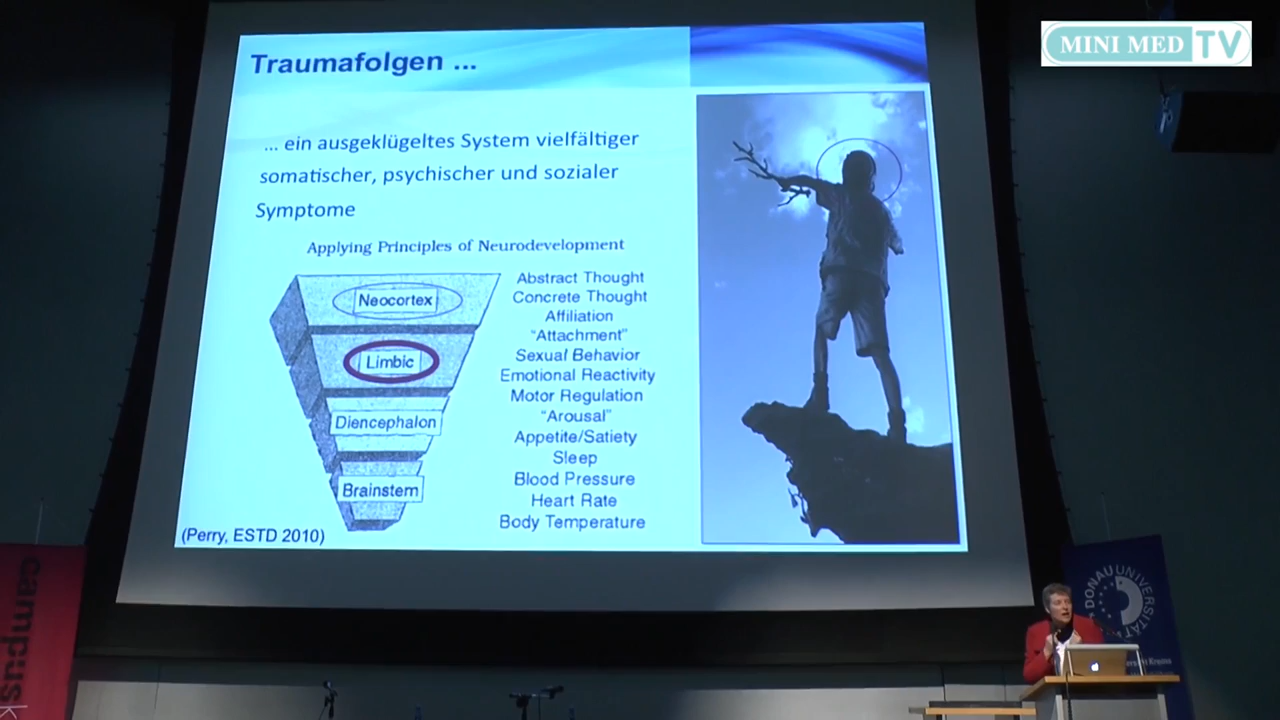 MINI MED TV
Traumafolgen ...
... ein ausgeklügeltes System vielfältiger
somatischer, psychischer und sozialer
Symptome
Applying Principles of Neurodevelopment
Neocortex
Limbic
Diencephalon
Brainstem
Abstract Thought
Concrete Thought
Affiliation
"Attachment"
Sexual Behavior
Emotional Reactivity
Motor Regulation
"Arousal"
Appetite/Satiety
Sleep
Blood Pressure
Heart Rate
Body Temperature
(Perry, ESTD 2010)
campusk
DONAU UNIVERSITÄT
Krems